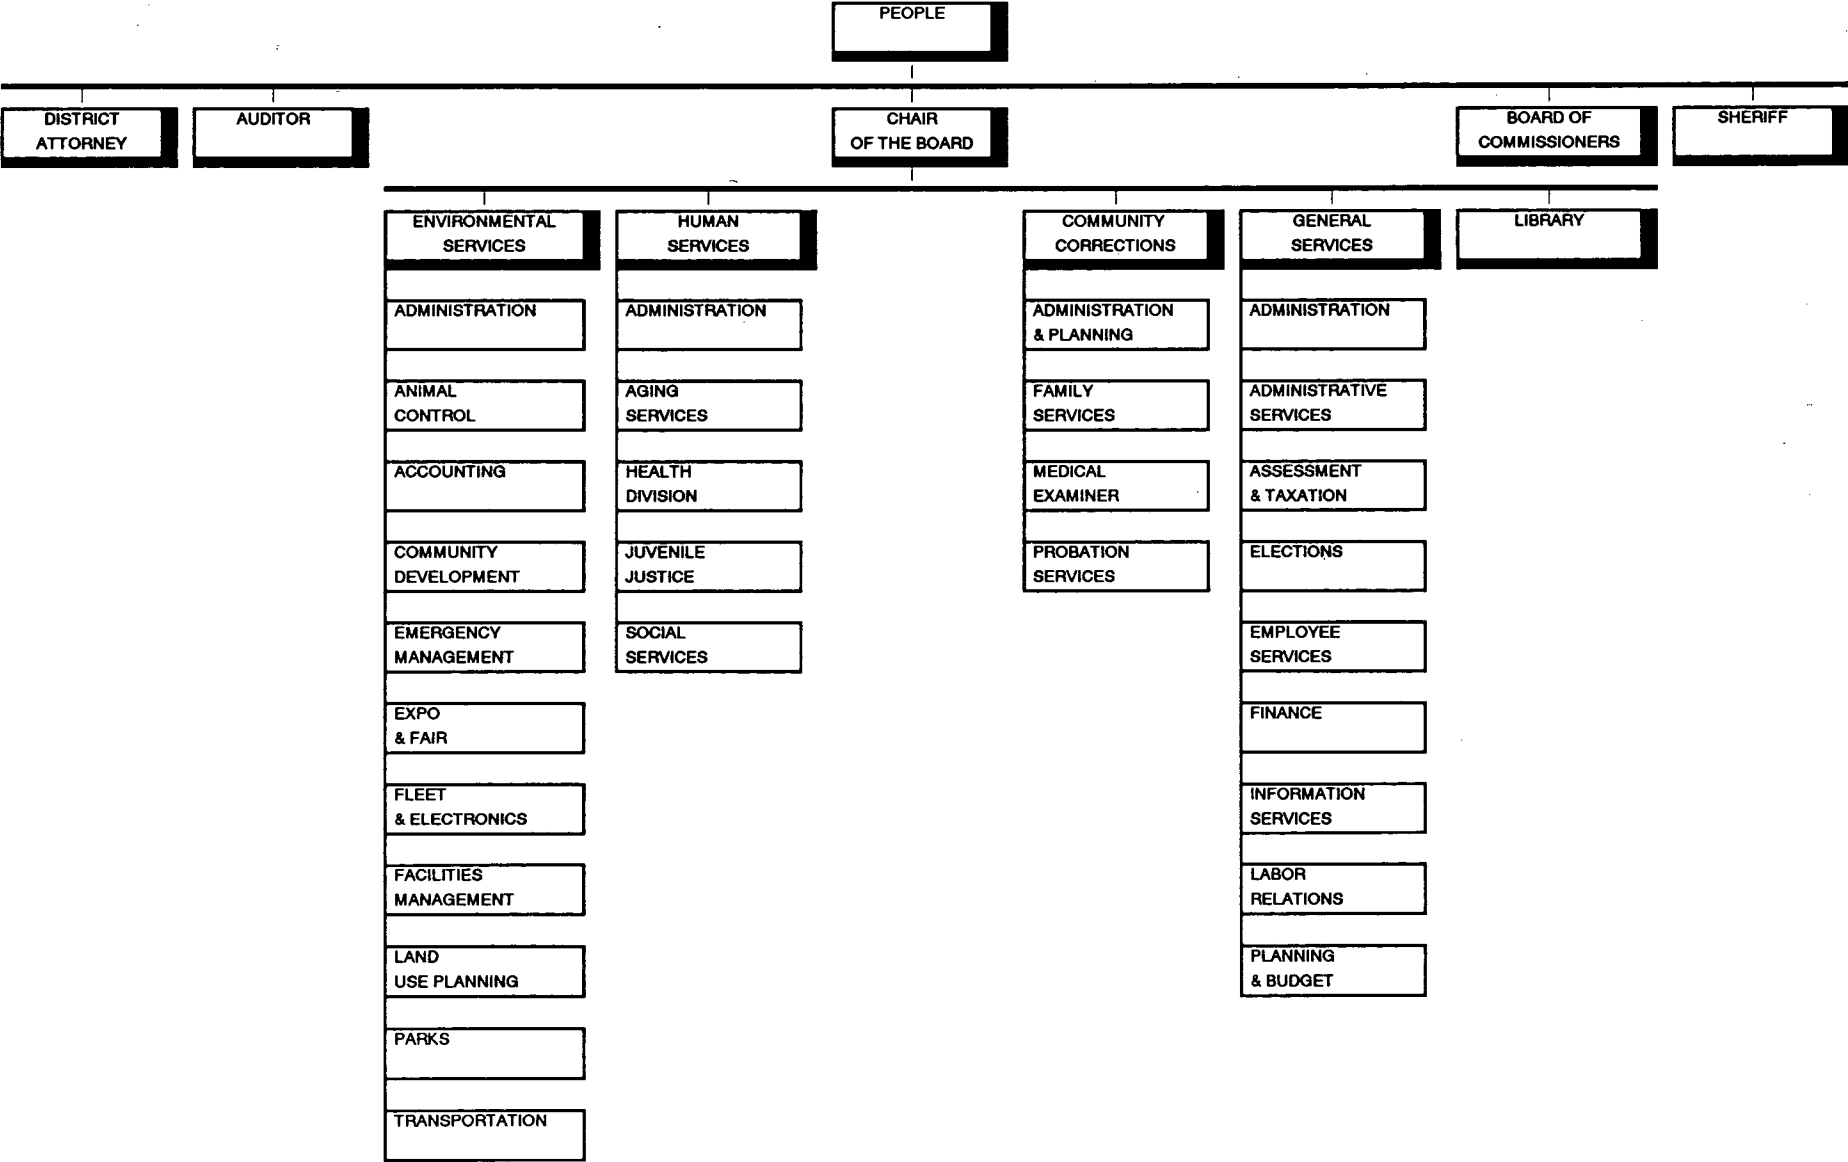 PEOPLE
DISTRICT
ATTORNEY
AUDITOR
CHAIR
OF THE BOARD
BOARD OF
COMMISSIONERS
SHERIFF
ENVIRONMENTAL
SERVICES
HUMAN
SERVICES
COMMUNITY
CORRECTIONS
GENERAL
SERVICES
LIBRARY
ADMINISTRATION
ANIMAL
CONTROL
ACCOUNTING
COMMUNITY
DEVELOPMENT
EMERGENCY
MANAGEMENT
EXPO
& FAIR
FLEET
& ELECTRONICS
FACILITIES
MANAGEMENT
LAND
USE PLANNING
PARKS
TRANSPORTATION
ADMINISTRATION
AGING
SERVICES
HEALTH
DIVISION
JUVENILE
JUSTICE
SOCIAL
SERVICES
ADMINISTRATION
& PLANNING
FAMILY
SERVICES
MEDICAL
EXAMINER
PROBATION
SERVICES
ADMINISTRATION
ADMINISTRATIVE
SERVICES
ASSESSMENT
& TAXATION
ELECTIONS
EMPLOYEE
SERVICES
FINANCE
INFORMATION
SERVICES
LABOR
RELATIONS
PLANNING
& BUDGET